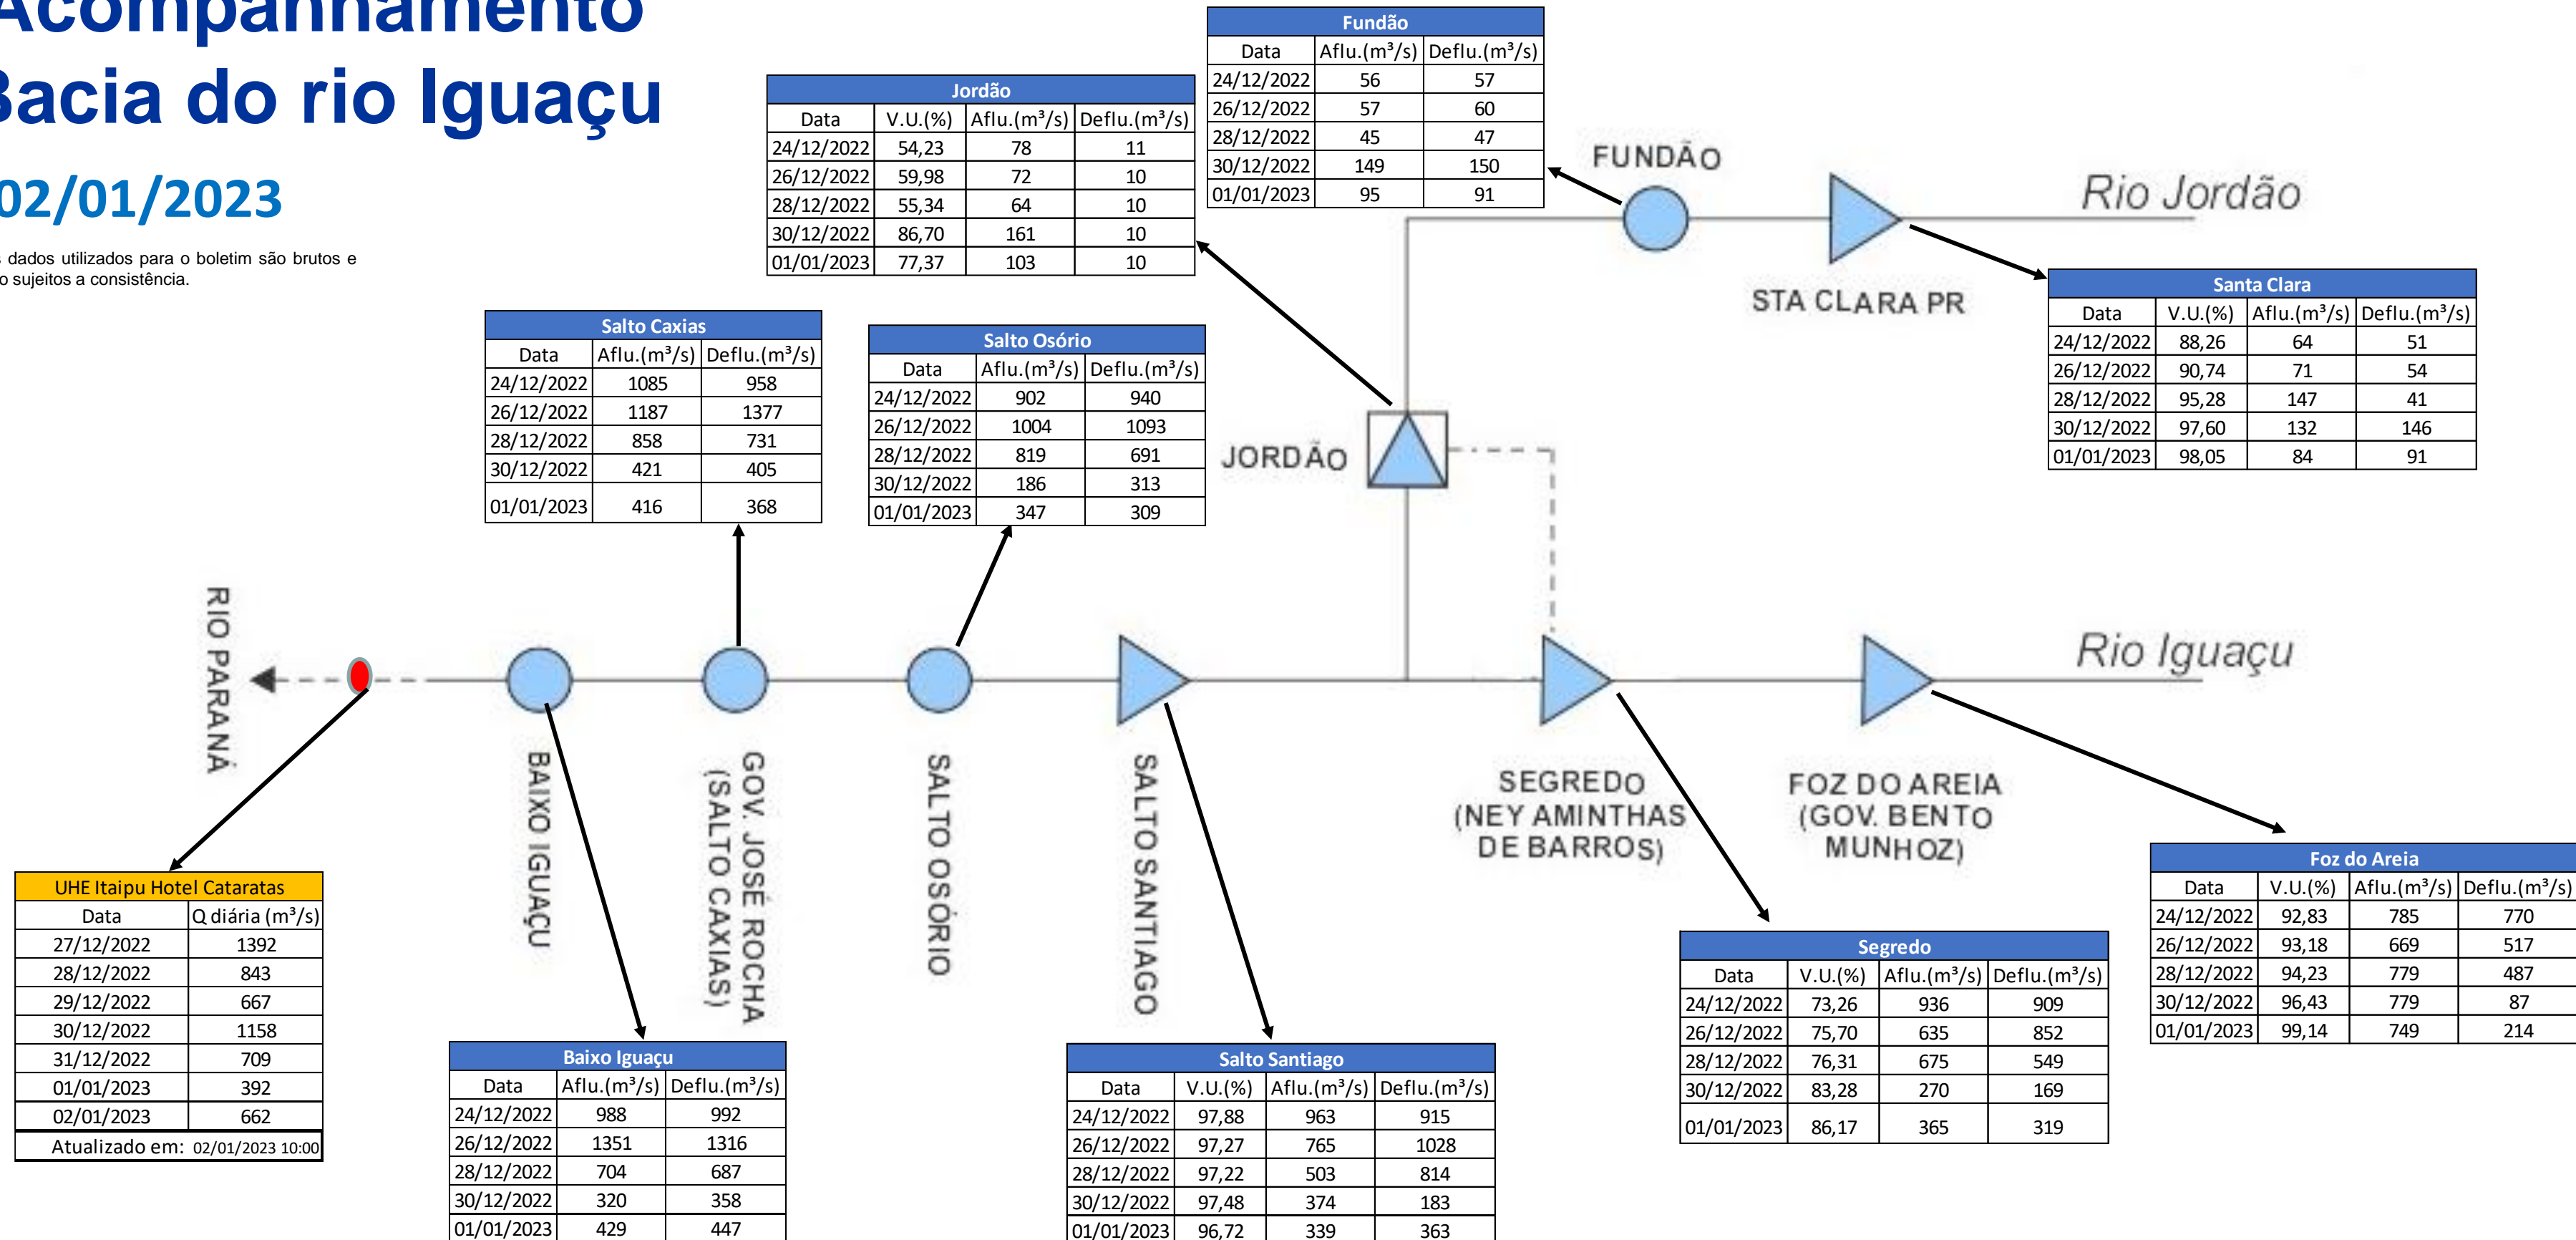 Acompanhamento
Bacia do rio Iguaçu
02/01/2023
s dados utilizados para o boletim são brutos e
o sujeitos a consistência.
Fundão
Data Aflu.(m³/s) Deflu.(m³/s)
24/12/2022 56 57
26/12/2022 57 60
28/12/2022 45 47
30/12/2022 149 150
01/01/2023 95 91
Jordão
Data V.U.(%) Aflu.(m³/s) Deflu.(m³/s)
24/12/2022 54,23 78 11
26/12/2022 59,98 72 10
28/12/2022 55,34 64 10
30/12/2022 86,70 161 10
01/01/2023 77,37 103 10
FUNDÃO
Rio Jordão
STA CLARA PR
Santa Clara
Data V.U.(%) Aflu.(m³/s) Deflu.(m³/s)
24/12/2022 88,26 64 51
26/12/2022 90,74 71 54
28/12/2022 95,28 147 41
30/12/2022 97,60 132 146
01/01/2023 98,05 84 91
Salto Caxias
Data Aflu.(m³/s) Deflu.(m³/s)
24/12/2022 1085 958
26/12/2022 1187 1377
28/12/2022 858 731
30/12/2022 421 405
01/01/2023 416 368
Salto Osório
Data Aflu.(m³/s) Deflu.(m³/s)
24/12/2022 902 940
26/12/2022 1004 1093
28/12/2022 819 691
30/12/2022 186 313
01/01/2023 347 309
JORDÃO
RIO PARANÁ
Rio Iguaçu
BAIXO IGUAÇU
GOV. JOSÉ ROCHA
(SALTO CAXIAS)
SALTO OSÓRIO
SALTO SANTIAGO
SEGREDO
(NEY AMINTHAS
DE BARROS)
FOZ DO AREIA
(GOV. BENTO
MUNHOZ)
UHE Itaipu Hotel Cataratas
Data Q diária (m³/s)
27/12/2022 1392
28/12/2022 843
29/12/2022 667
30/12/2022 1158
31/12/2022 709
01/01/2023 392
02/01/2023 662
Atualizado em: 02/01/2023 10:00
Baixo Iguaçu
Data Aflu.(m³/s) Deflu.(m³/s)
24/12/2022 988 992
26/12/2022 1351 1316
28/12/2022 704 687
30/12/2022 320 358
01/01/2023 429 447
Salto Santiago
Data V.U.(%) Aflu.(m³/s) Deflu.(m³/s)
24/12/2022 97,88 963 915
26/12/2022 97,27 765 1028
28/12/2022 97,22 503 814
30/12/2022 97,48 374 183
01/01/2023 96,72 339 363
Segredo
Data V.U.(%) Aflu.(m³/s) Deflu.(m³/s)
24/12/2022 73,26 936 909
26/12/2022 75,70 635 852
28/12/2022 76,31 675 549
30/12/2022 83,28 270 169
01/01/2023 86,17 365 319
Foz do Areia
Data V.U.(%) Aflu.(m³/s) Deflu.(m³/s)
24/12/2022 92,83 785 770
26/12/2022 93,18 669 517
28/12/2022 94,23 779 487
30/12/2022 96,43 779 87
01/01/2023 99,14 749 214